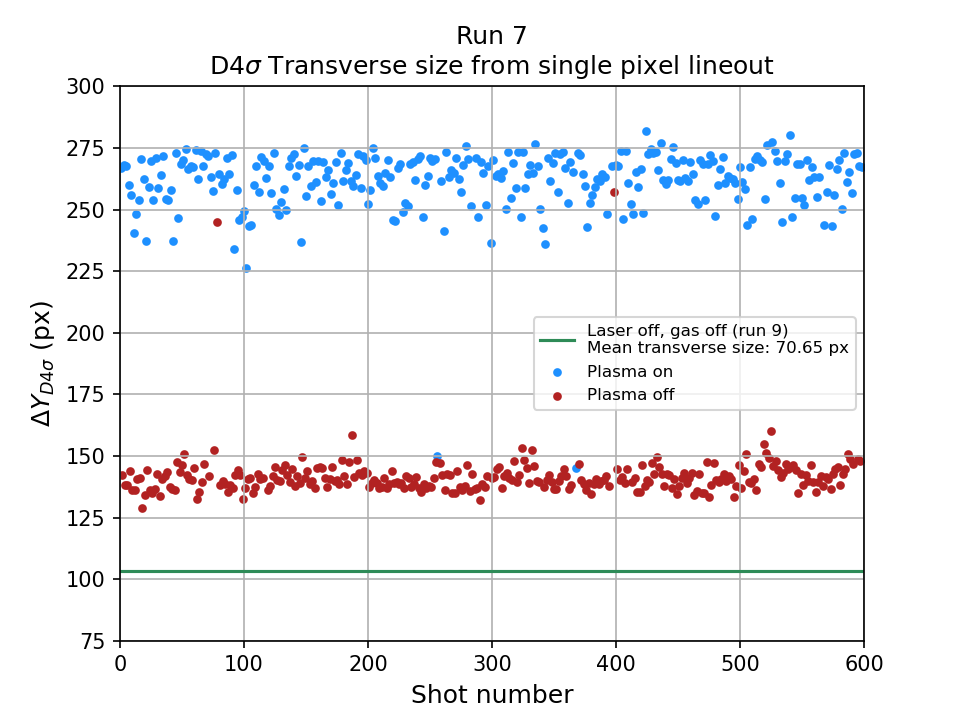 Run 7
D4σ Transverse size from single pixel lineout
300
275
250
225
200
175
150
125
100
75
ΔY_{D4σ} (px)
Laser off, gas off (run 9)
Mean transverse size: 70.65 px
Plasma on
Plasma off
0 100 200 300 400 500 600
Shot number